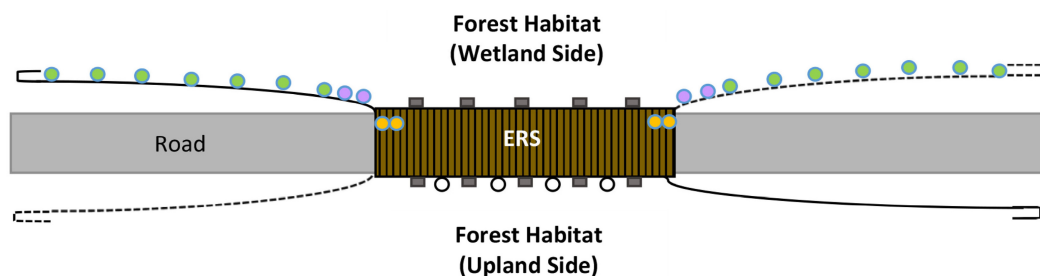 Forest Habitat
(Wetland Side)
Road
ERS
Forest Habitat
(Upland Side)